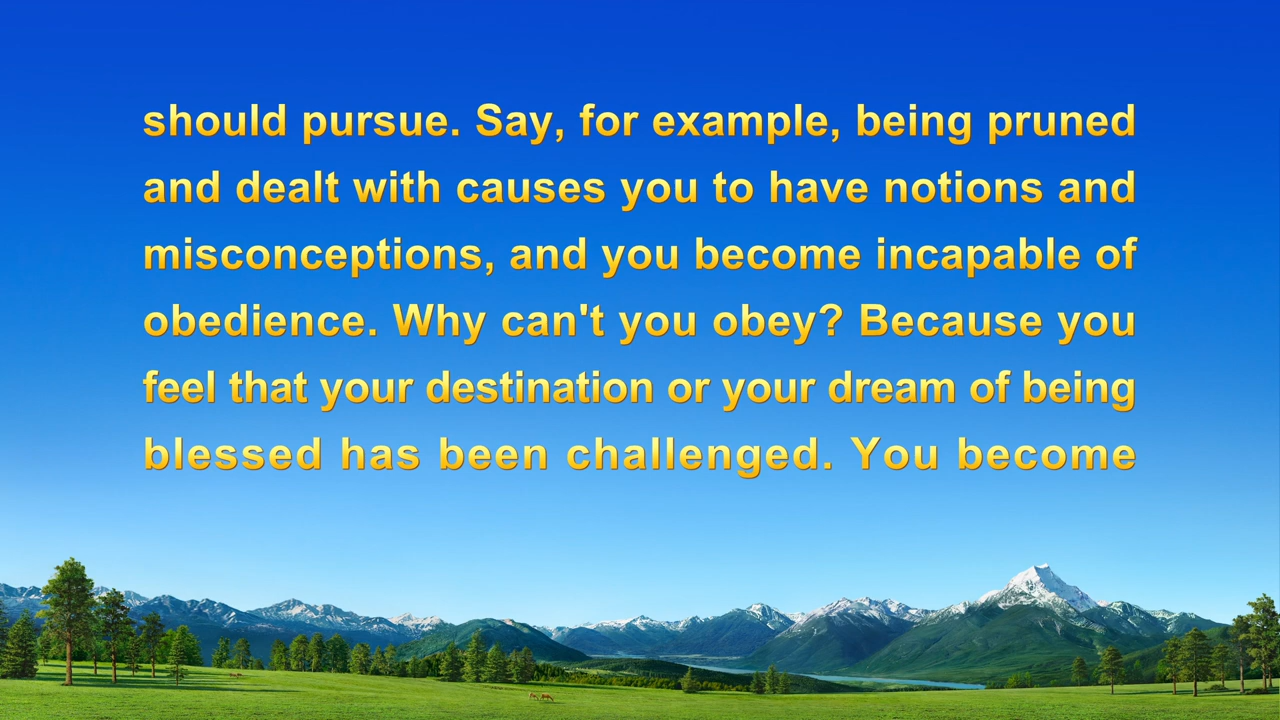 should pursue. Say, for example, being pruned
and dealt with causes you to have notions and
misconceptions, and you become incapable of
obedience. Why can't you obey? Because you
feel that your destination or your dream of being
blessed has been challenged. You become